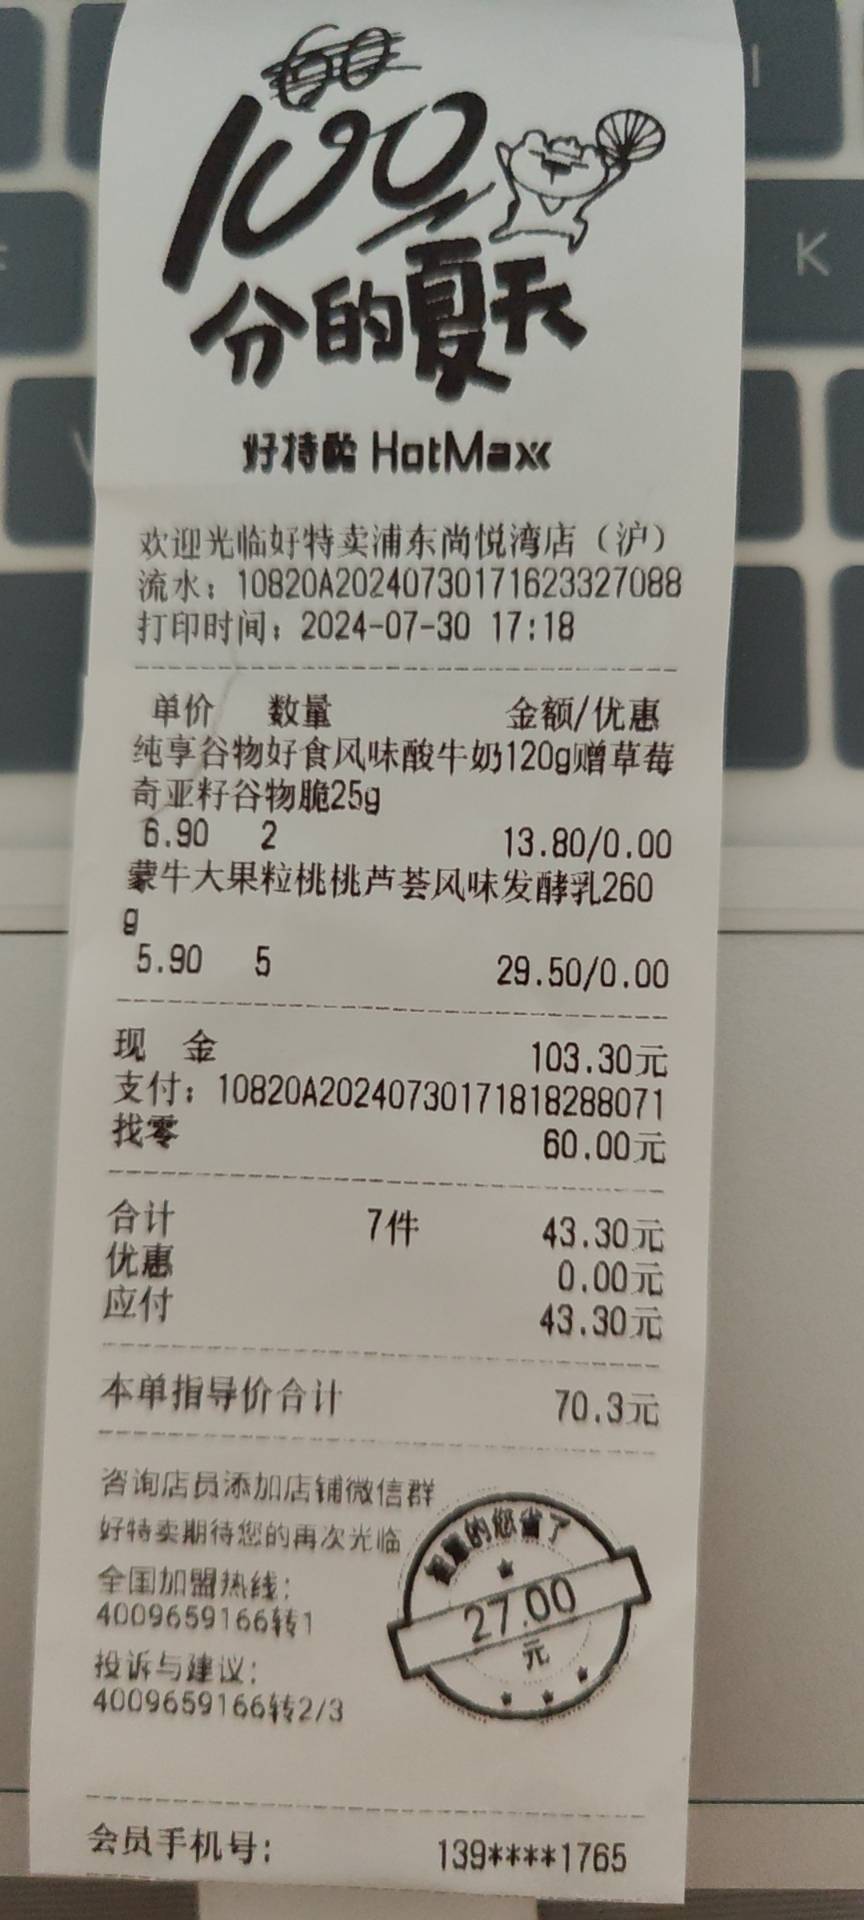 100
分的夏天
好特卖 HotMaxx
欢迎光临好特卖浦东尚悦湾店（沪）
流水：10820A202407301716233​27088
打印时间：2024-07-30 17:18
单价 数量 金额/优惠
纯享谷物好食风味酸牛奶120g赠草莓
奇亚籽谷物脆25g
6.90 2 13.80/0.00
蒙牛大果粒桃桃芦荟风味发酵乳260
g
5.90 5 29.50/0.00
现 金 103.30元
支付：10820A20240730171818288071
找零 60.00元
合计 7件 43.30元
优惠 0.00元
应付 43.30元
本单指导价合计 70.3元
咨询店员添加店铺微信群
好特卖期待您的再次光临
全国加盟热线：
4009659166转1
投诉与建议：
4009659166转2/3
的您省了
27.00
元
会员手机号： 139****1765